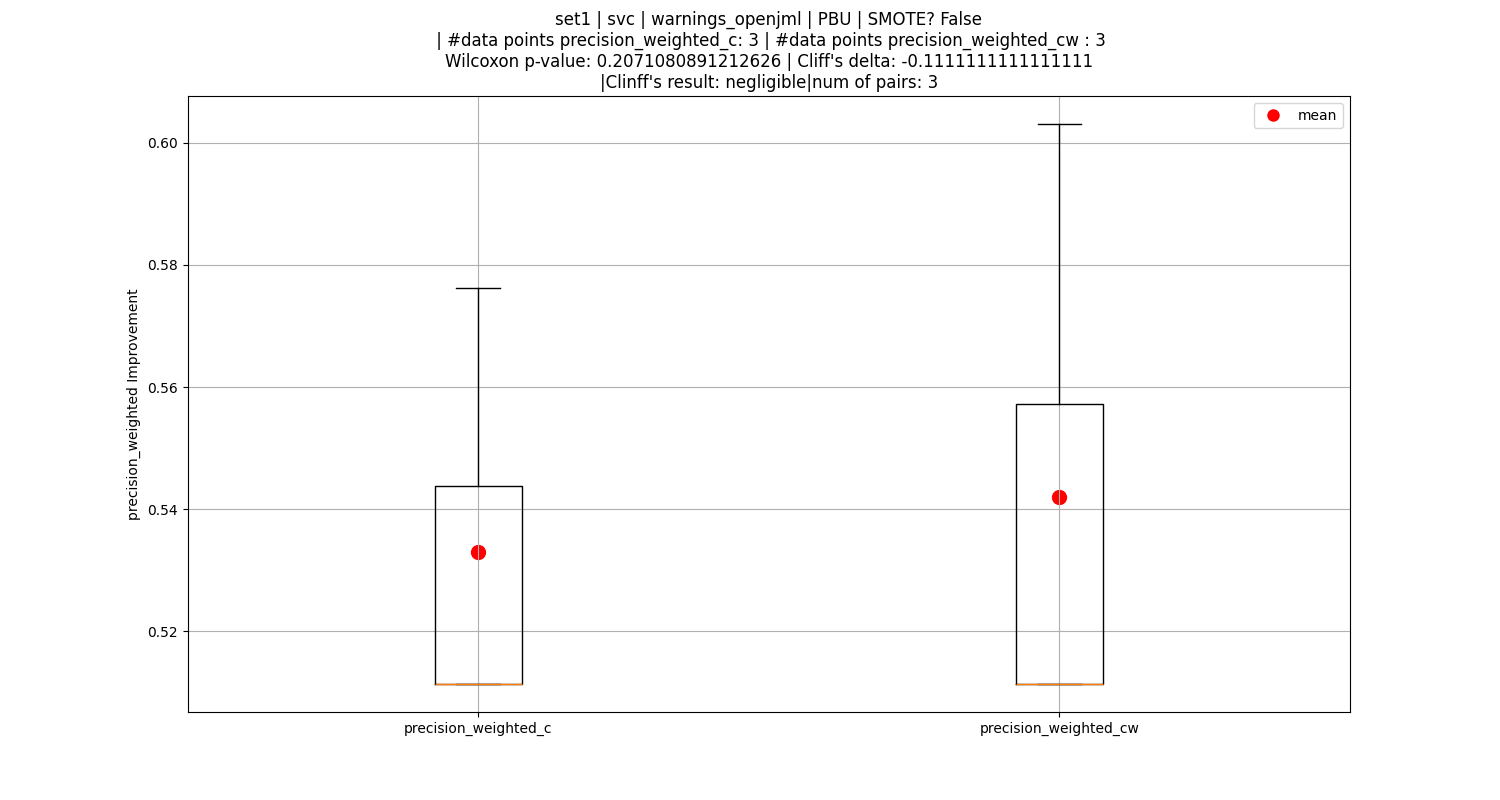 set1 | svc | warnings_openjml | PBU | SMOTE? False
| #data points precision_weighted_c: 3 | #data points precision_weighted_cw : 3
Wilcoxon p-value: 0.2071080891212626 | Cliff's delta: -0.1111111111111111
|Clinff's result: negligible|num of pairs: 3
mean
0.60
0.58
0.56
0.54
0.52
precision_weighted Improvement
precision_weighted_c
precision_weighted_cw